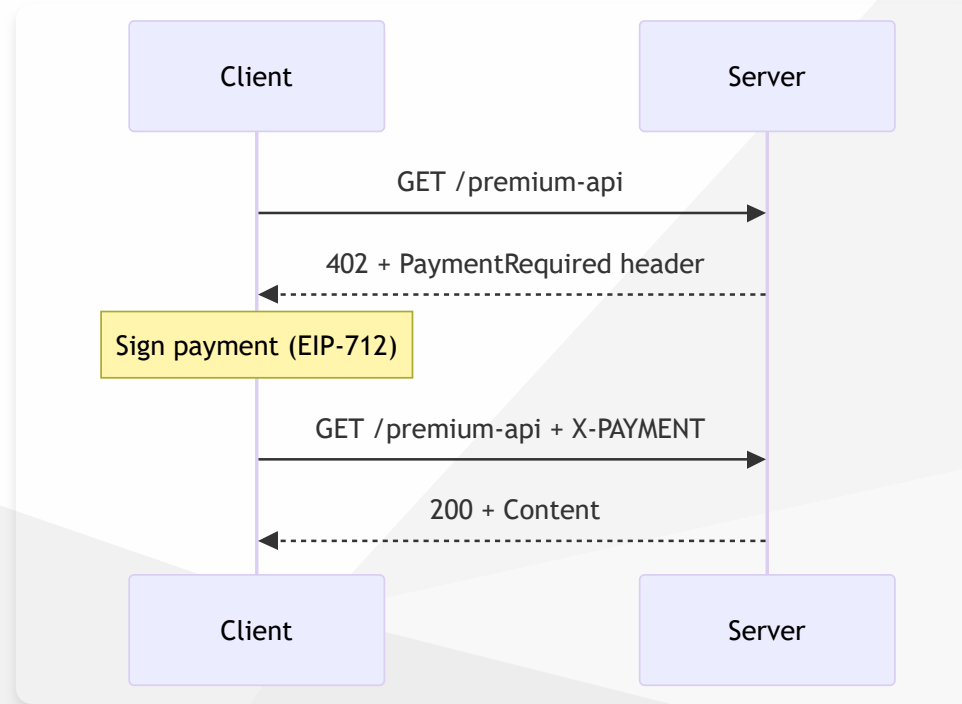 Client
Server
GET /premium-api
402 + PaymentRequired header
Sign payment (EIP-712)
GET /premium-api + X-PAYMENT
200 + Content
Client
Server